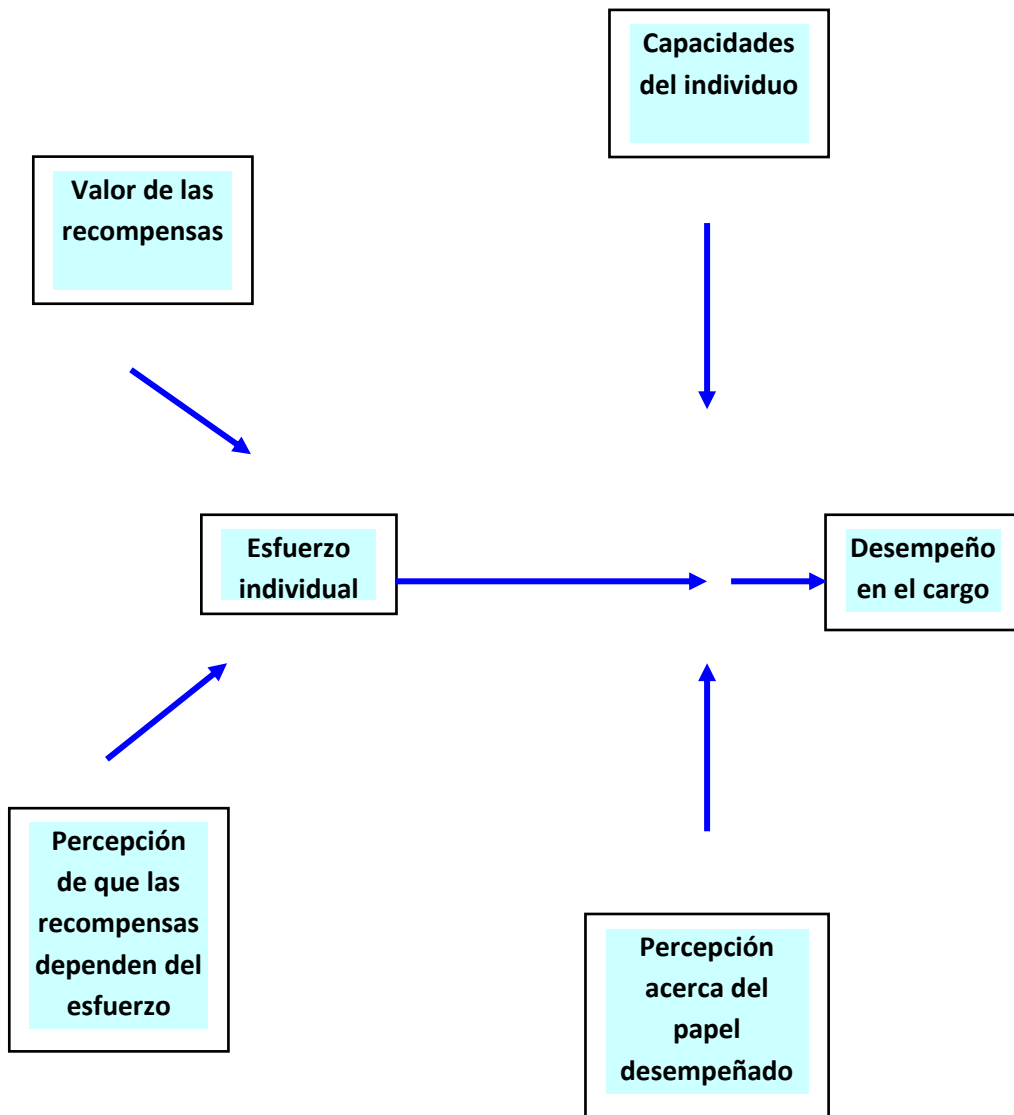 Capacidades
del individuo
Valor de las
recompensas
Esfuerzo
individual
Desempeño
en el cargo
Percepción
de que las
recompensas
dependen del
esfuerzo
Percepción
acerca del
papel
desempeñado